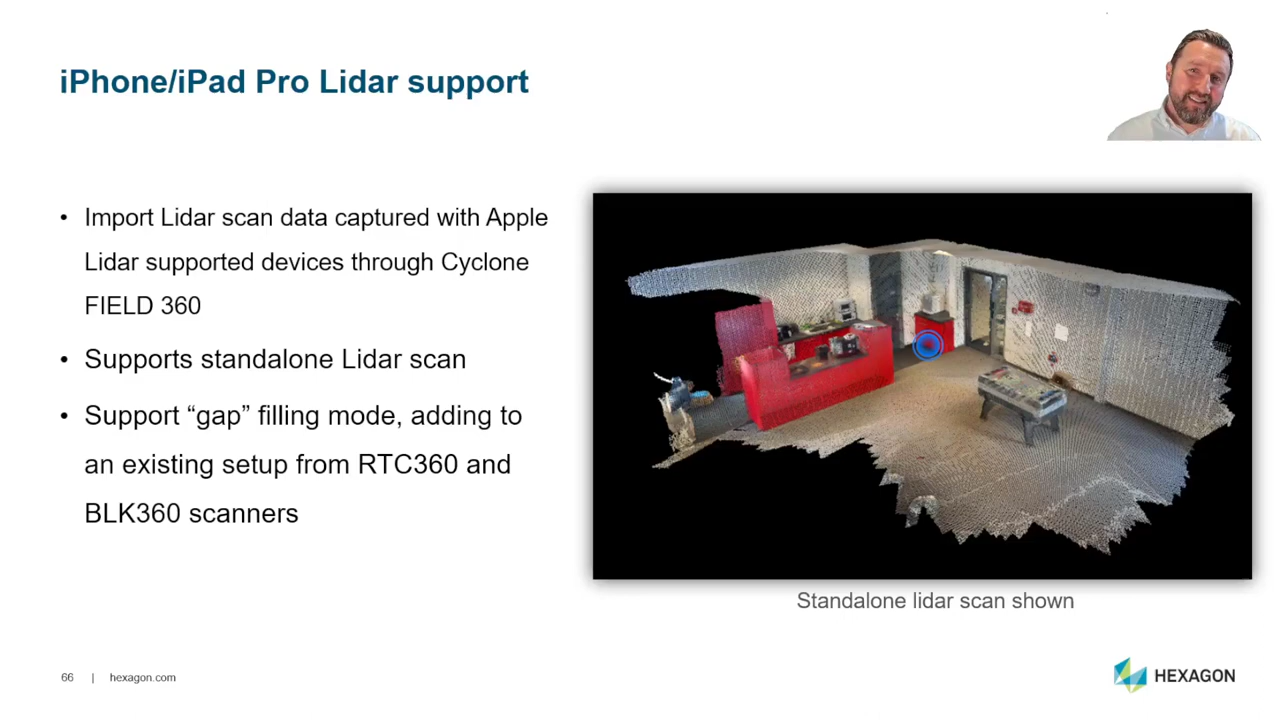 iPhone/iPad Pro Lidar support
• Import Lidar scan data captured with Apple
Lidar supported devices through Cyclone
FIELD 360
• Supports standalone Lidar scan
• Support “gap” filling mode, adding to
an existing setup from RTC360 and
BLK360 scanners
Standalone lidar scan shown
66 | hexagon.com
HEXAGON